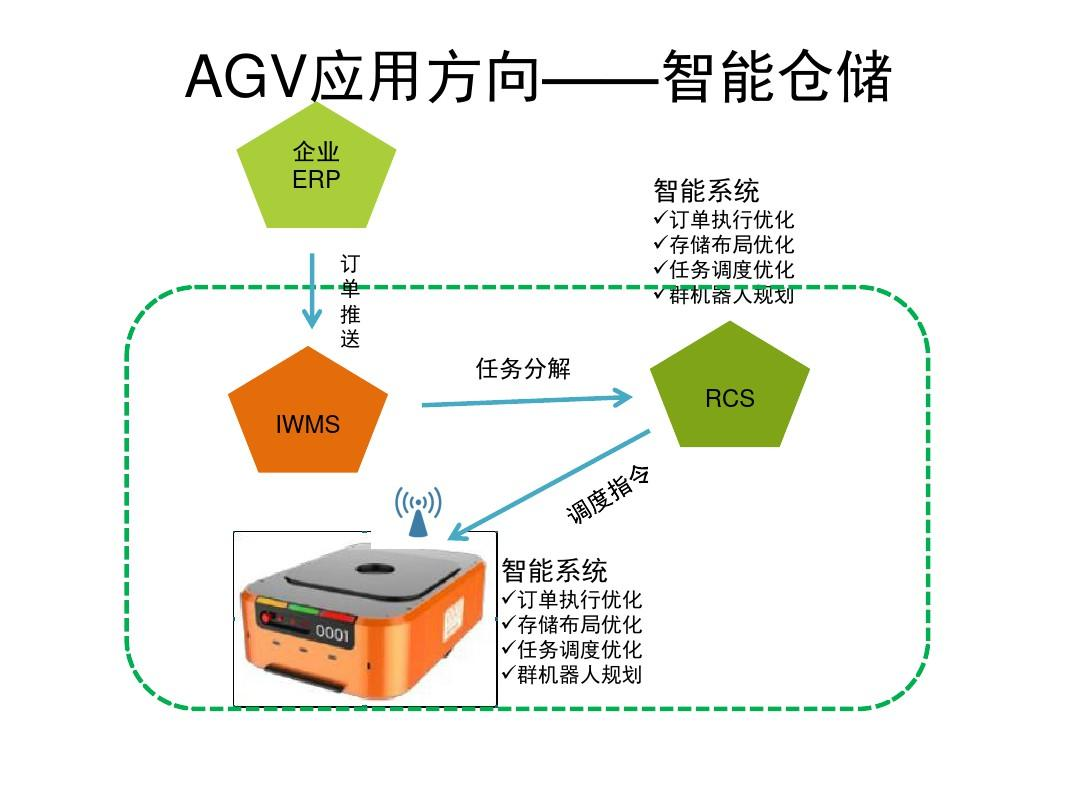 AGV应用方向——智能仓储
企业
ERP
智能系统
✓订单执行优化
✓存储布局优化
✓任务调度优化
✓群机器人规划
订
单
推
送
任务分解
IWMS
RCS
调度指令
智能系统
✓订单执行优化
✓存储布局优化
✓任务调度优化
✓群机器人规划
0001